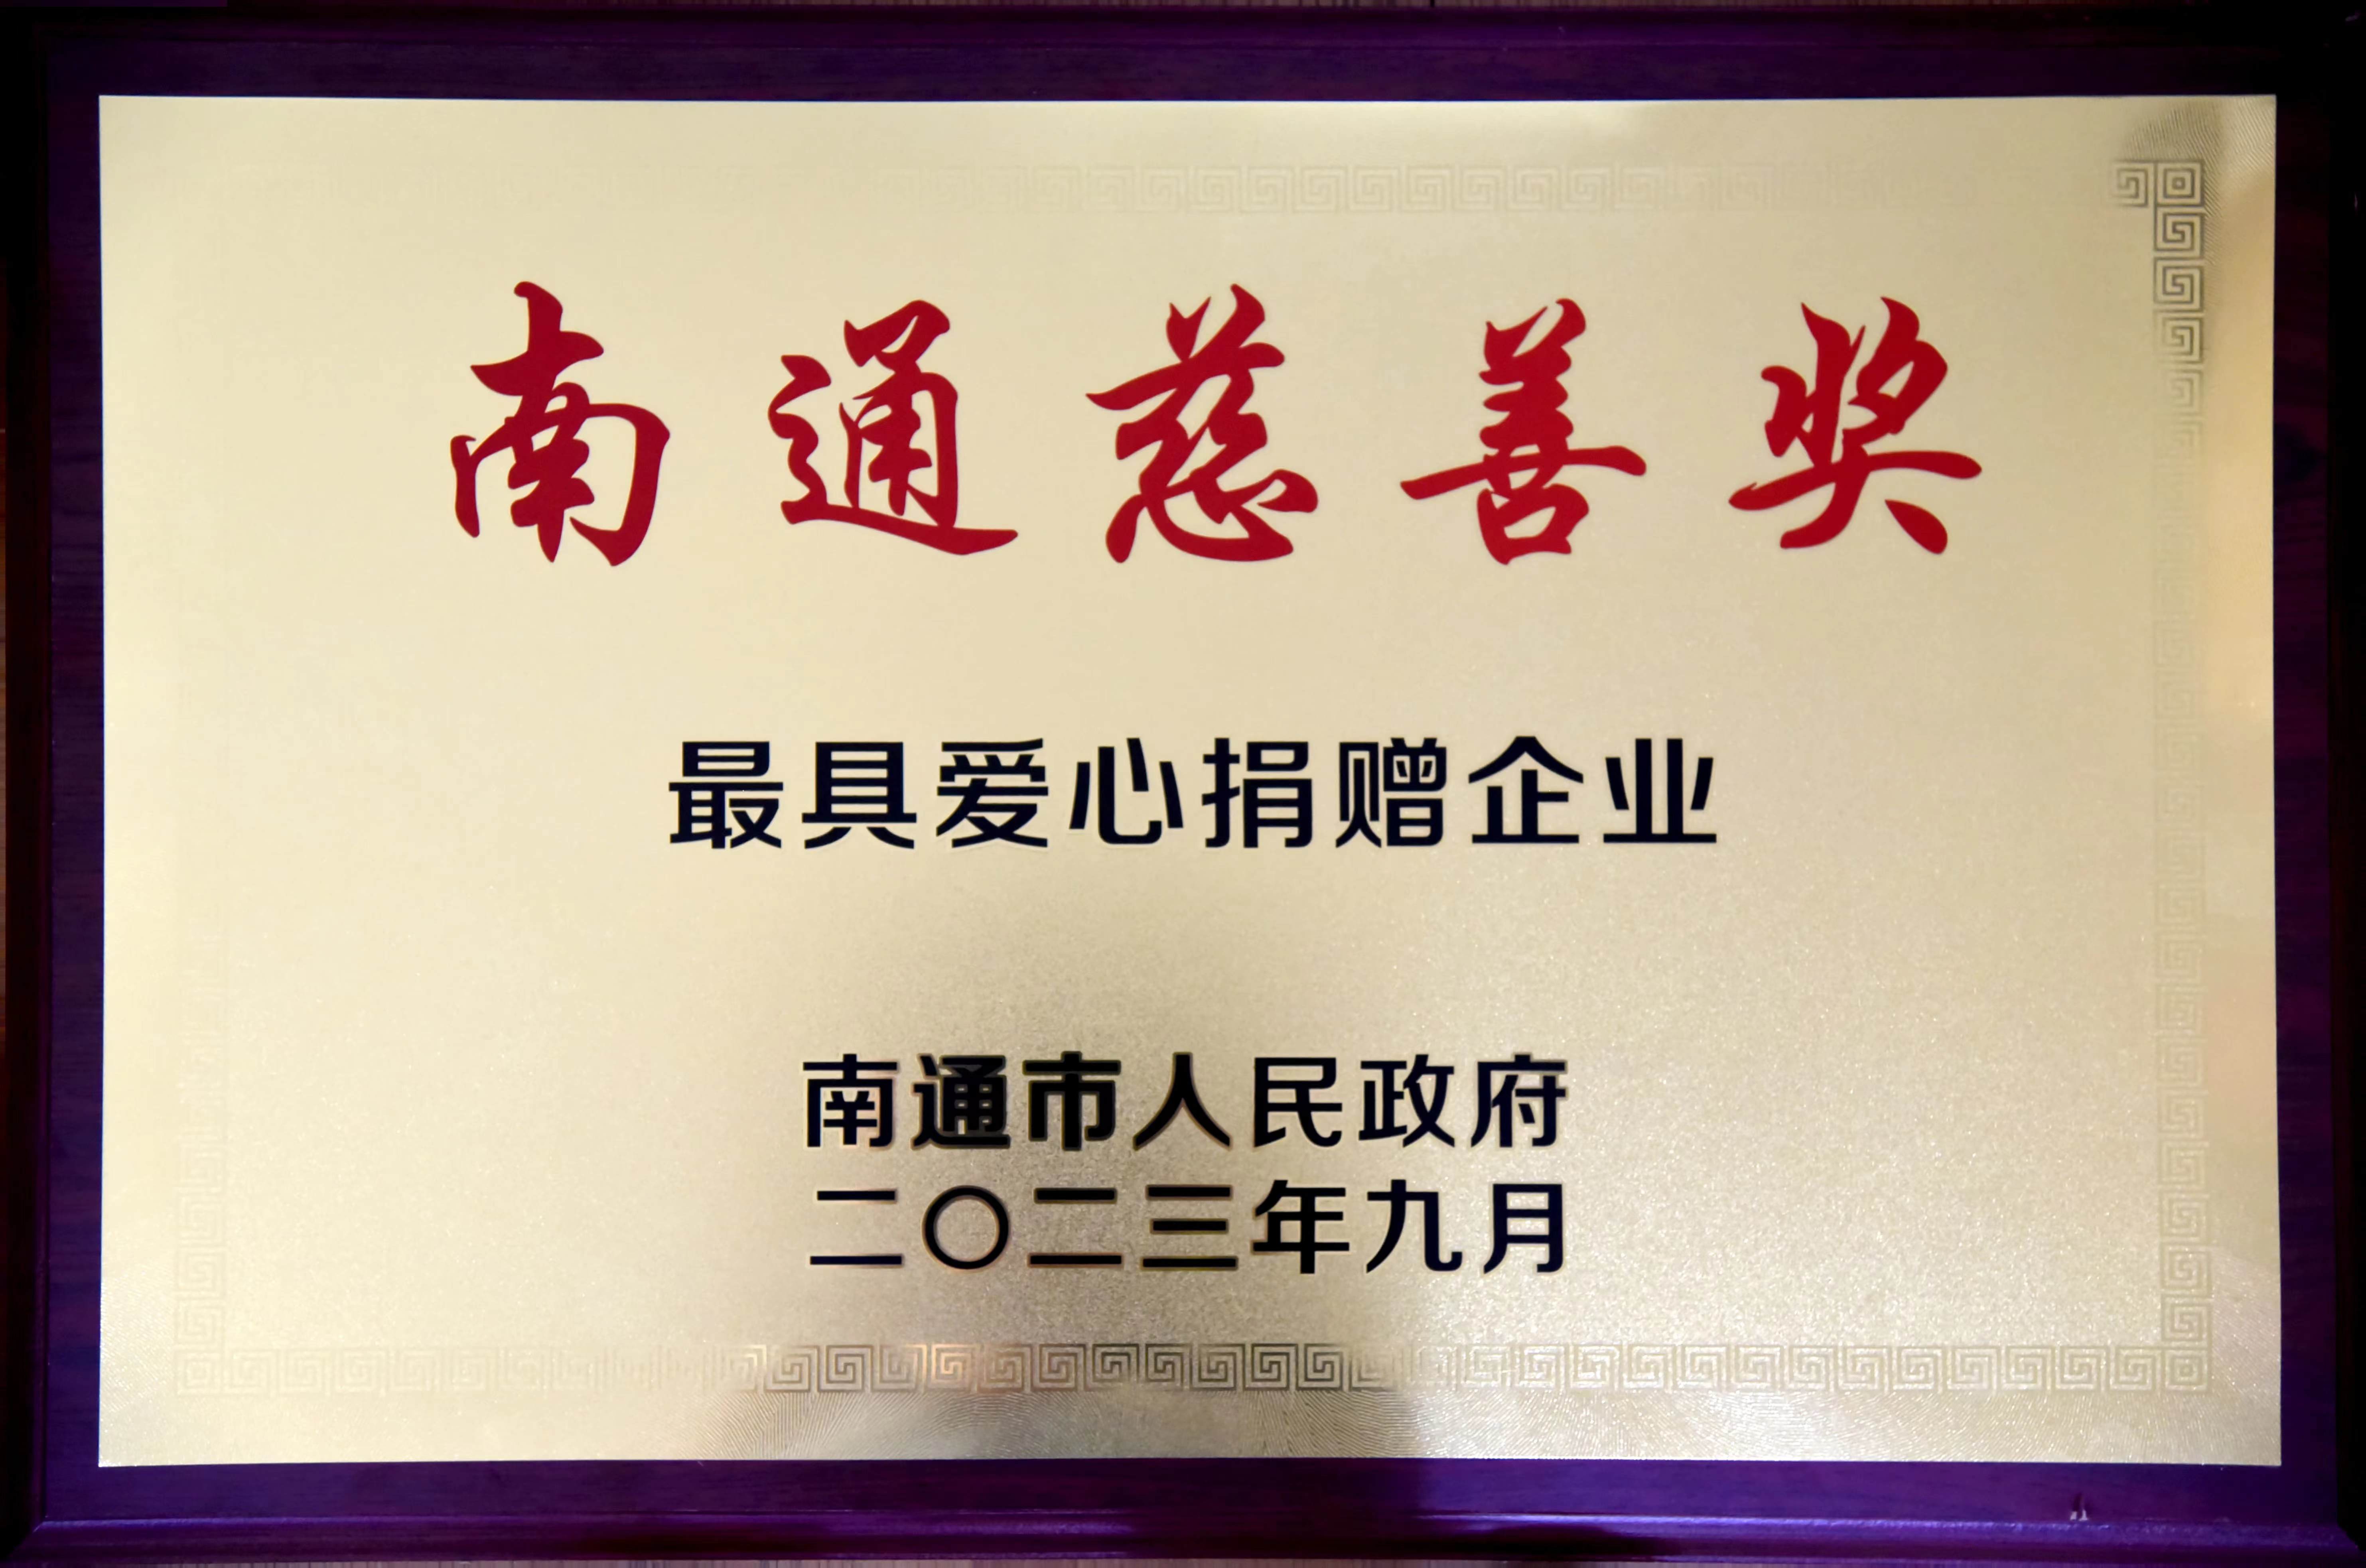 南通慈善奖
最具爱心捐赠企业
南通市人民政府
二〇二三年九月